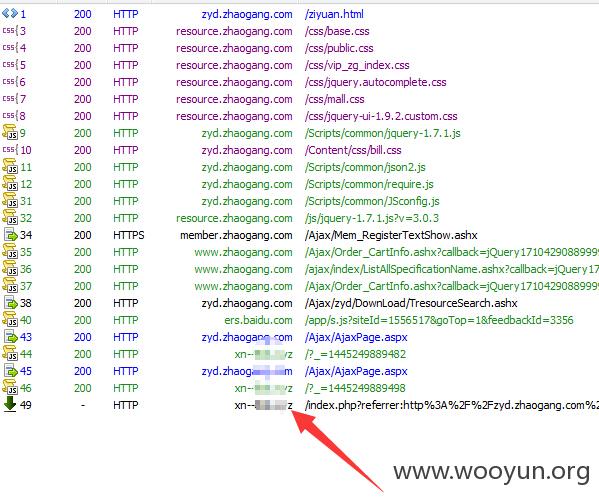 1 200 HTTP zyd.zhaogang.com /ziyuan.html
3 200 HTTP resource.zhaogang.com /css/base.css
4 200 HTTP resource.zhaogang.com /css/public.css
5 200 HTTP resource.zhaogang.com /css/vip_zg_index.css
6 200 HTTP resource.zhaogang.com /css/jquery.autocomplete.css
7 200 HTTP resource.zhaogang.com /css/mall.css
8 200 HTTP resource.zhaogang.com /css/jquery-ui-1.9.2.custom.css
9 200 HTTP zyd.zhaogang.com /Scripts/common/jquery-1.7.1.js
10 200 HTTP zyd.zhaogang.com /Content/css/bill.css
11 200 HTTP zyd.zhaogang.com /Scripts/common/json2.js
12 200 HTTP zyd.zhaogang.com /Scripts/common/require.js
31 200 HTTP zyd.zhaogang.com /Scripts/common/JSconfig.js
32 200 HTTP resource.zhaogang.com /js/jquery-1.7.1.js?v=3.0.3
34 200 HTTPS member.zhaogang.com /Ajax/Mem_RegisterTextShow.ashx
35 200 HTTP www.zhaogang.com /Ajax/Order_CartInfo.ashx?callback=jQuery1710429088999
36 200 HTTP www.zhaogang.com /ajax/index/ListAllSpecificationName.ashx?callback=jQuery17
37 200 HTTP www.zhaogang.com /Ajax/Order_CartInfo.ashx?callback=jQuery1710429088999
38 200 HTTP zyd.zhaogang.com /Ajax/zyd/DownLoad/TresourceSearch.ashx
40 200 HTTP ers.baidu.com /app/s.js?siteId=1556517&goTop=1&feedbackId=3356
43 200 HTTP zyd.zhaogang.com /Ajax/AjaxPage.aspx
44 200 HTTP xn-- yz /?_=1445249889482
45 200 HTTP zyd.zhaogang.com /Ajax/AjaxPage.aspx
46 200 HTTP xn-- z /?_=1445249889498
49 - HTTP xn-- z /index.php?referrer:http%3A%2F%2Fzyd.zhaogang.com%2
www.wooyun.org